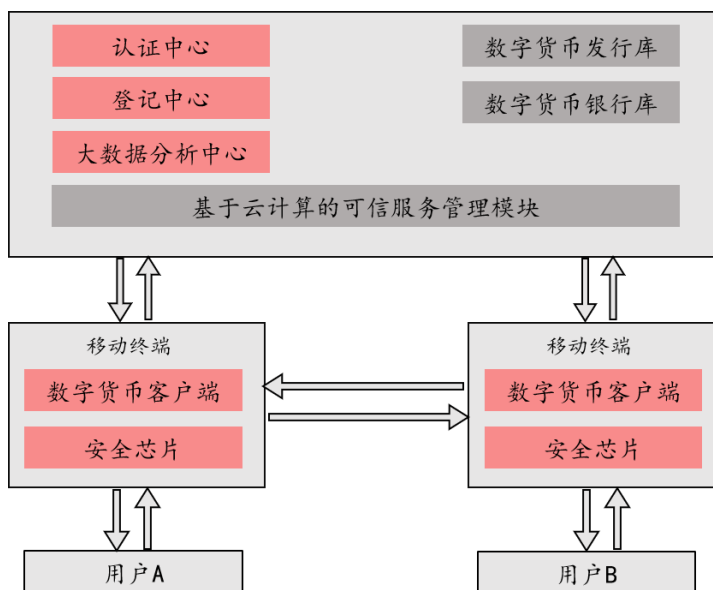 认证中心
数字货币发行库
登记中心
数字货币银行库
大数据分析中心
基于云计算的可信服务管理模块
移动终端
移动终端
数字货币客户端
数字货币客户端
安全芯片
安全芯片
用户A
用户B